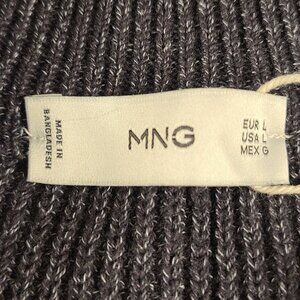 MADE IN
BANGLADESH
MNG
EUR L
USA L
MEX G